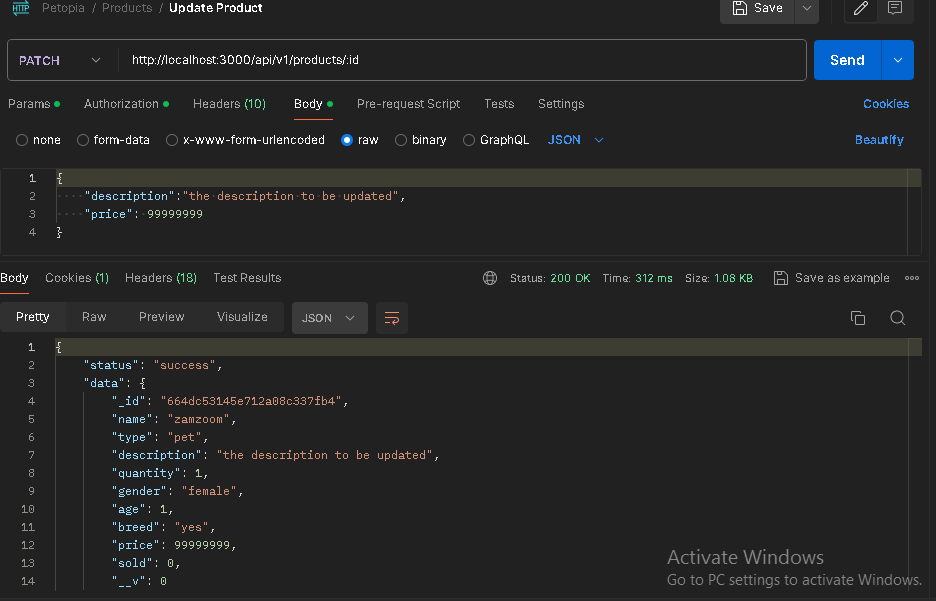 HTTP Petopia / Products / Update Product Save
PATCH http://localhost:3000/api/v1/products/:id Send
Params Authorization Headers (10) Body Pre-request Script Tests Settings Cookies
none form-data x-www-form-urlencoded raw binary GraphQL JSON Beautify
1 {
2 "description":"the description to be updated",
3 "price": 99999999
4 }
Body Cookies (1) Headers (18) Test Results Status: 200 OK Time: 312 ms Size: 1.08 KB Save as example
Pretty Raw Preview Visualize JSON
1 {
2 "status": "success",
3 "data": {
4 "_id": "664dc53145e712a08c337fb4",
5 "name": "zamzoom",
6 "type": "pet",
7 "description": "the description to be updated",
8 "quantity": 1,
9 "gender": "female",
10 "age": 1,
11 "breed": "yes",
12 "price": 99999999,
13 "sold": 0,
14 "__v": 0
Activate Windows
Go to PC settings to activate Windows.